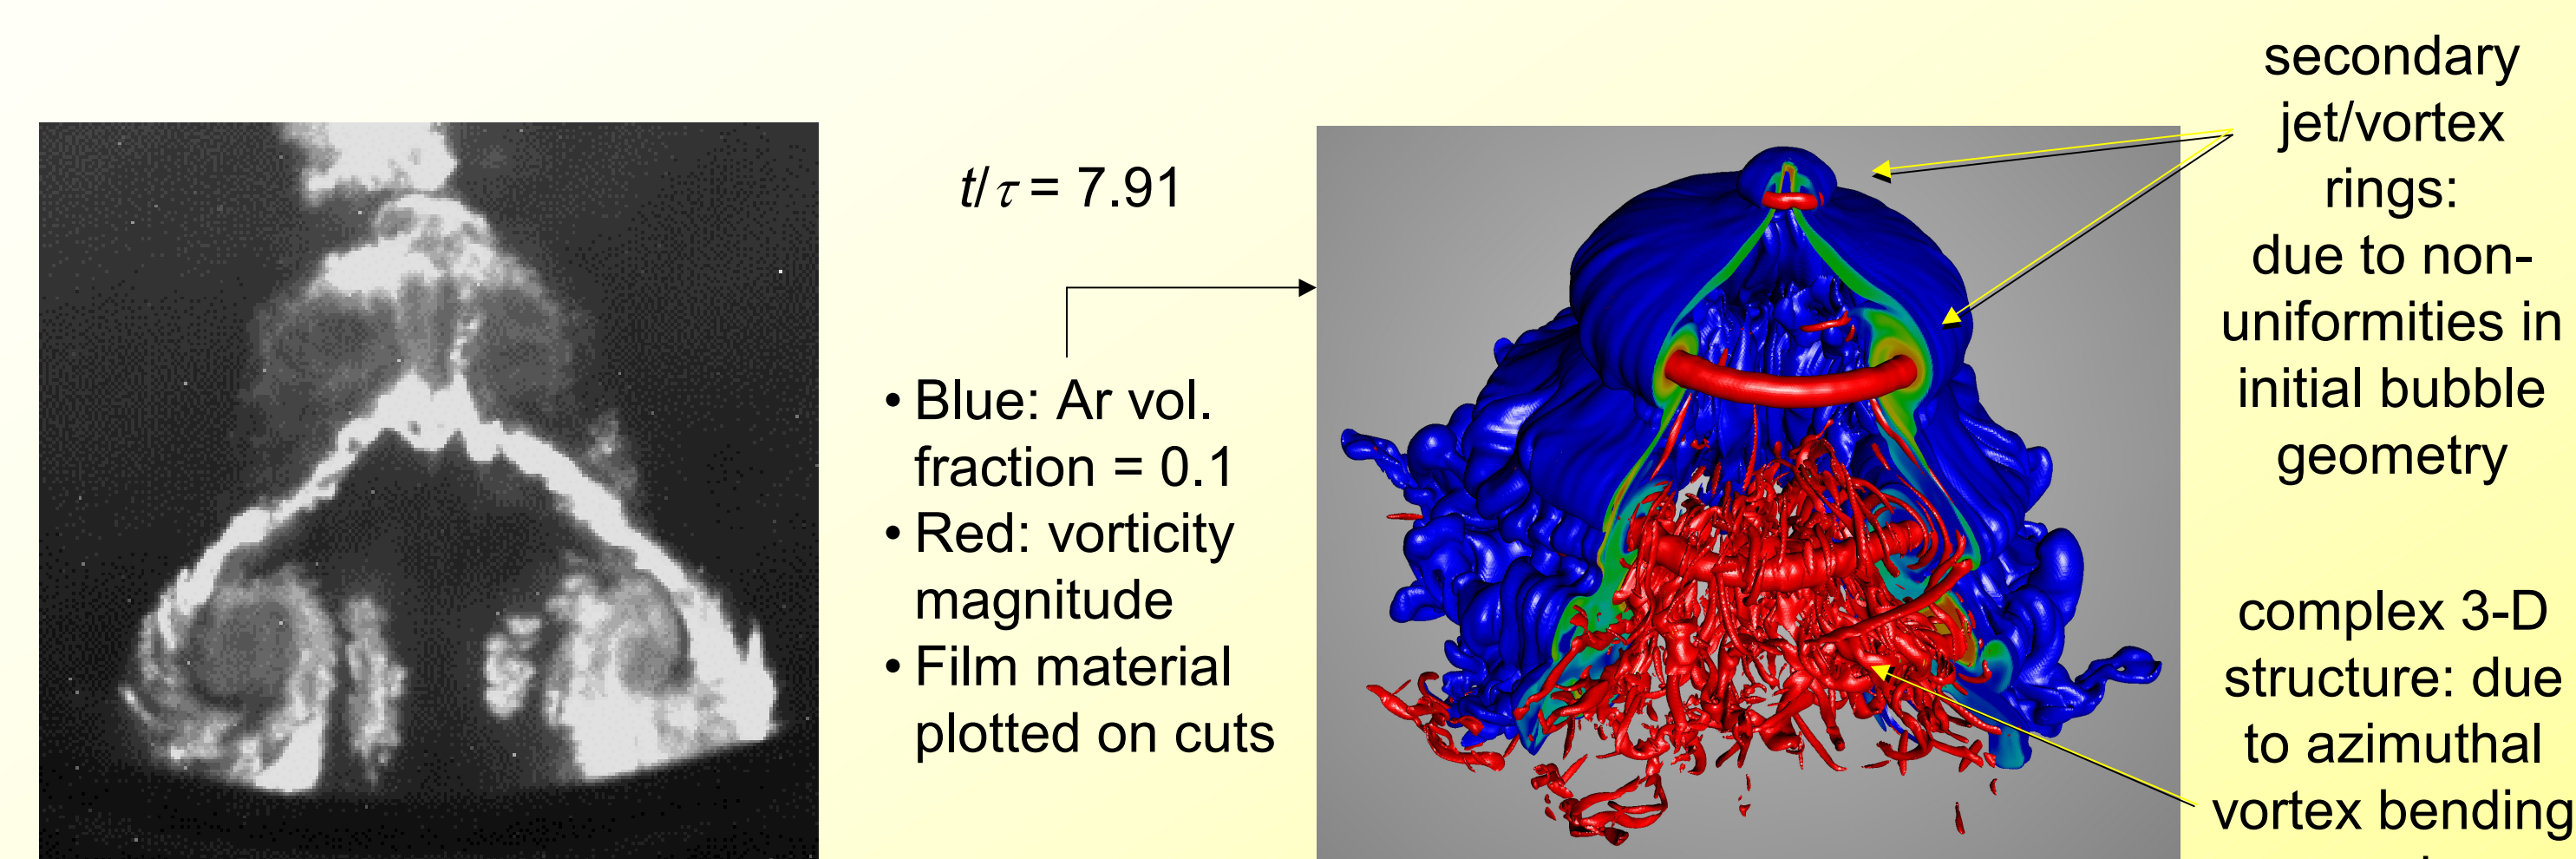 t/τ = 7.91
• Blue: Ar vol.
fraction = 0.1
• Red: vorticity
magnitude
• Film material
plotted on cuts
secondary
jet/vortex
rings:
due to non-
uniformities in
initial bubble
geometry
complex 3-D
structure: due
to azimuthal
vortex bending